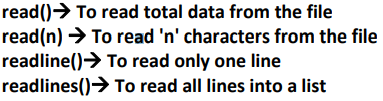 read()→ To read total data from the file
read(n) → To read 'n' characters from the file
readline()→ To read only one line
readlines()→ To read all lines into a list